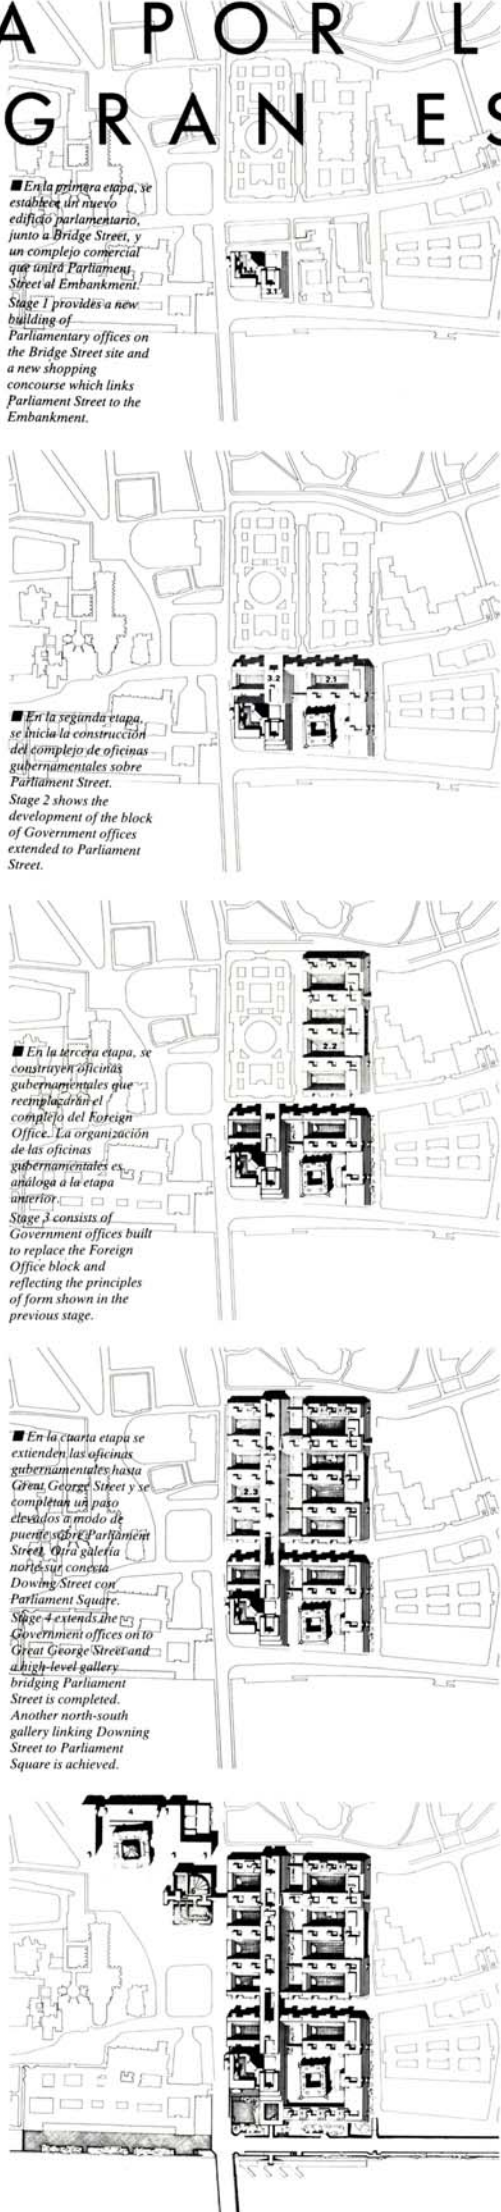 A POR L
GRAN ES
■ En la primera etapa, se
establece un nuevo
edificio parlamentario,
junto a Bridge Street, y
un complejo comercial
que unirá Parliament
Street al Embankment.
Stage 1 provides a new
building of
Parliamentary offices on
the Bridge Street site and
a new shopping
concourse which links
Parliament Street to the
Embankment.
3.1
3.2
2.1
■ En la segunda etapa,
se inicia la construcción
del complejo de oficinas
gubernamentales sobre
Parliament Street.
Stage 2 shows the
development of the block
of Government offices
extended to Parliament
Street.
2.2
■ En la tercera etapa, se
construyen oficinas
gubernamentales que
reemplazdrán el
complejo del Foreign
Office. La organización
de las oficinas
gubernamentales es
análoga a la etapa
anterior.
Stage 3 consists of
Government offices built
to replace the Foreign
Office block and
reflecting the principles
of form shown in the
previous stage.
2.3
■ En la cuarta etapa se
extienden las oficinas
gubernamentales hasta
Great George Street y se
completan un paso
elevados a modo de
puente sobre Parliament
Street. Otra galería
norte-sur conecta
Dowing Street con
Parliament Square.
Stage 4 extends the
Government offices on to
Great George Street and
a high-level gallery
bridging Parliament
Street is completed.
Another north-south
gallery linking Downing
Street to Parliament
Square is achieved.
4